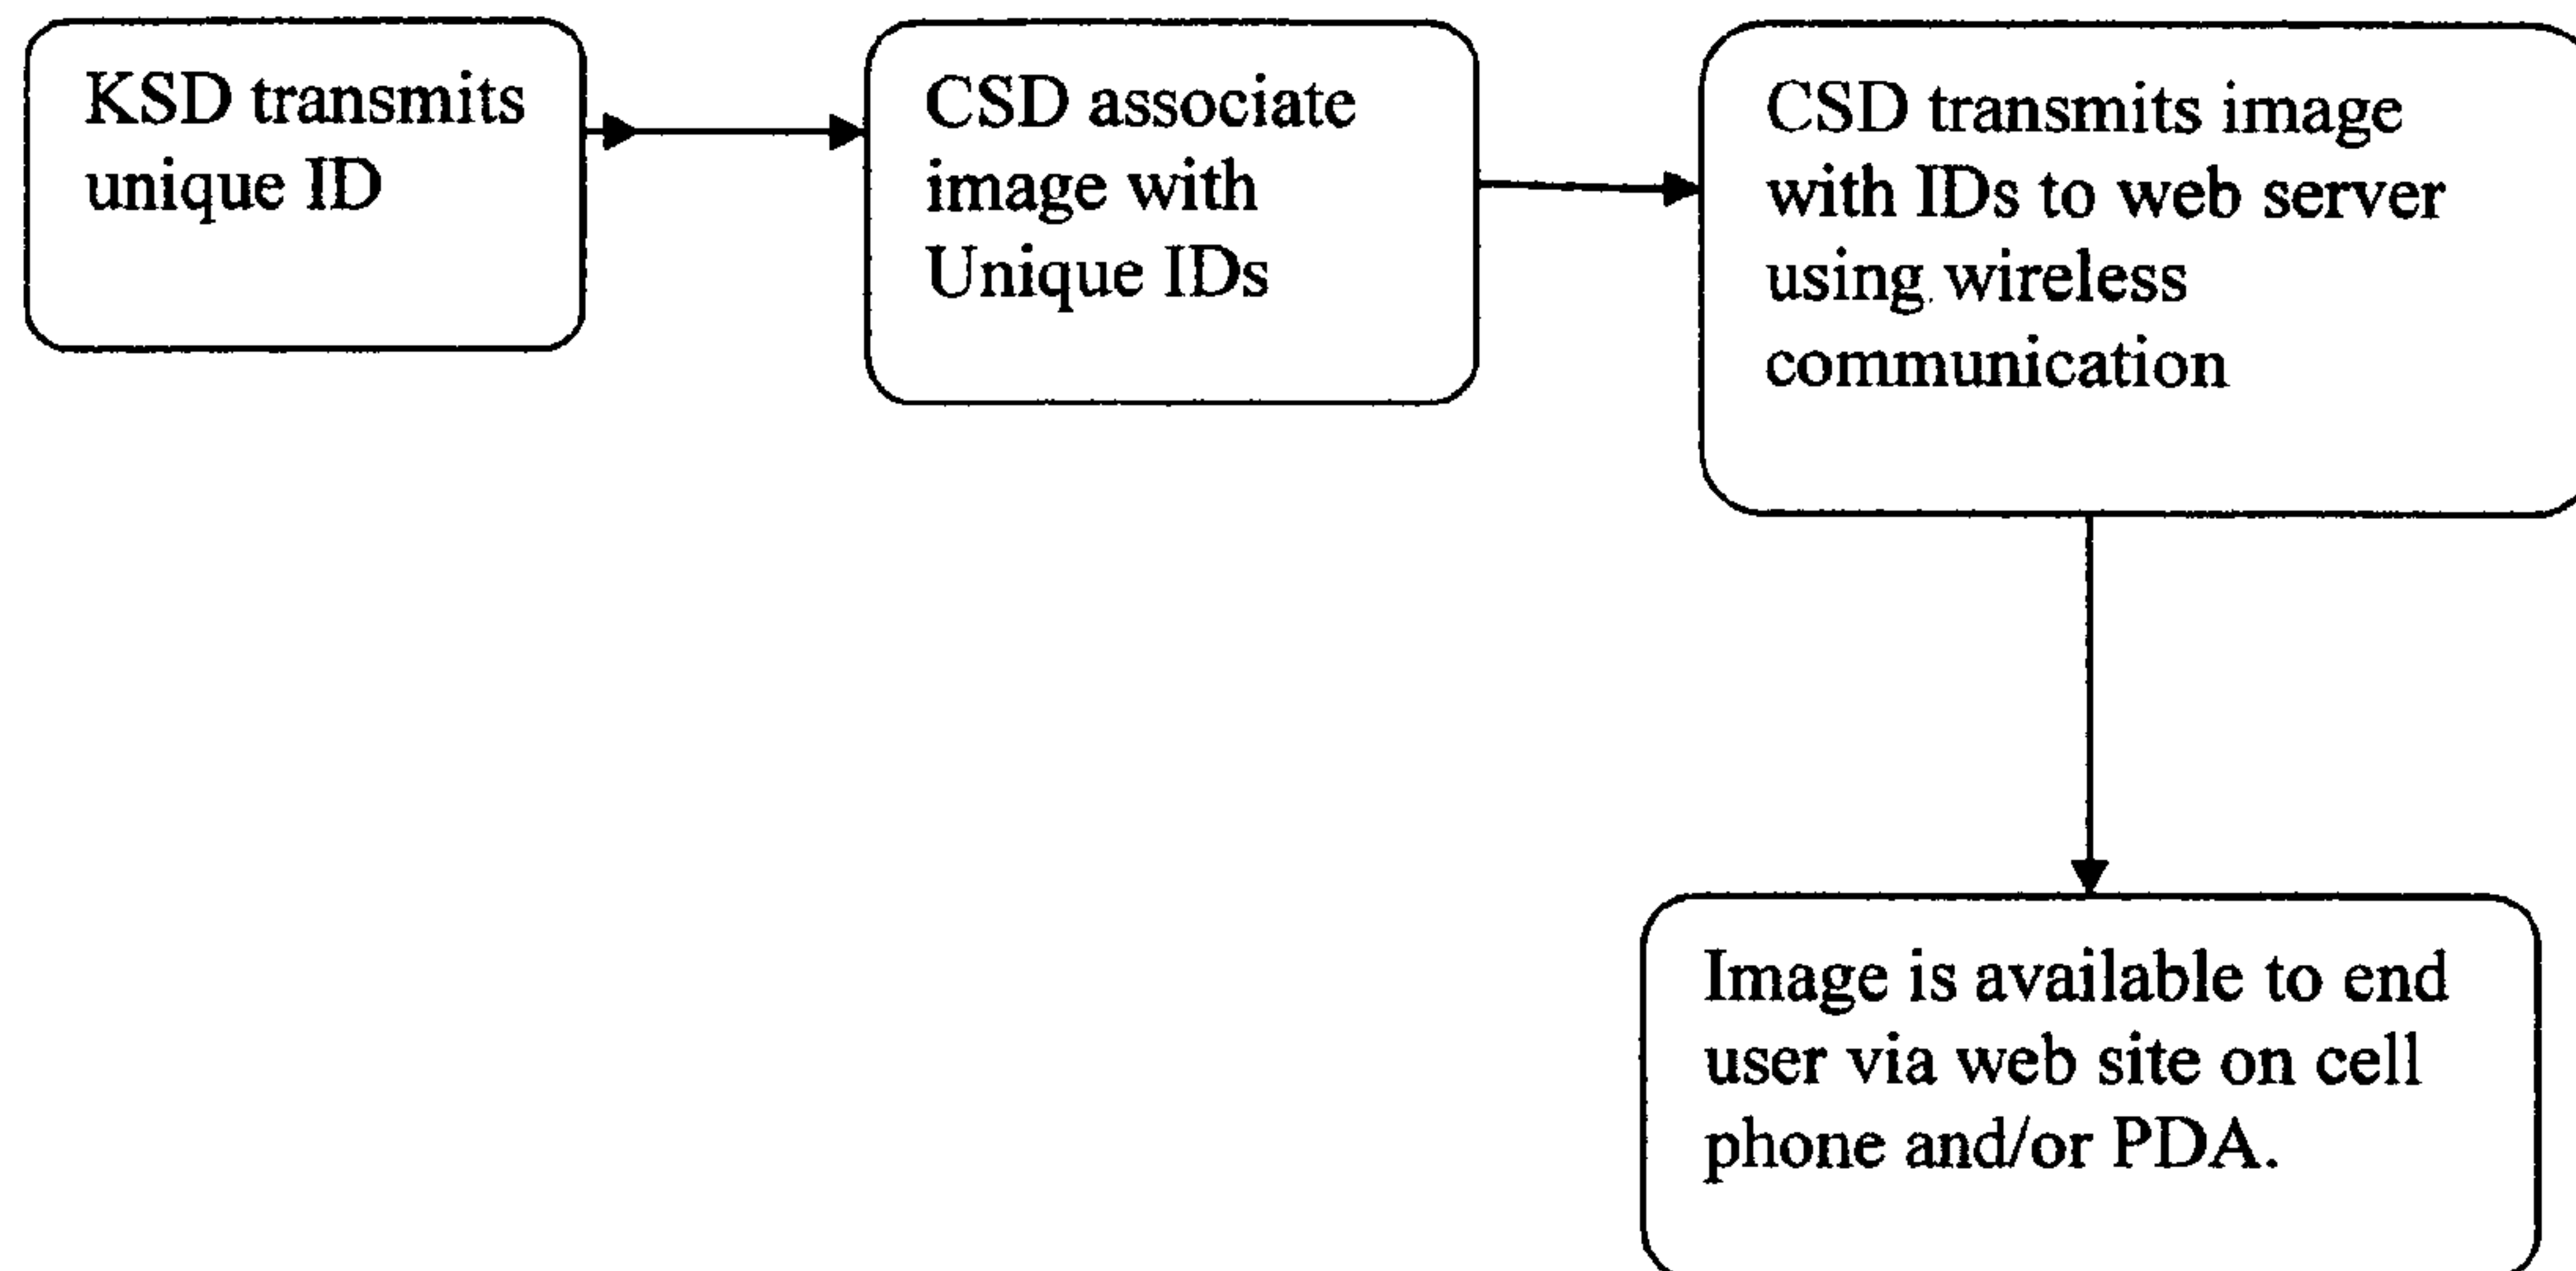 KSD transmits
unique ID
CSD associate
image with
Unique IDs
CSD transmits image
with IDs to web server
using wireless
communication
Image is available to end
user via web site on cell
phone and/or PDA.